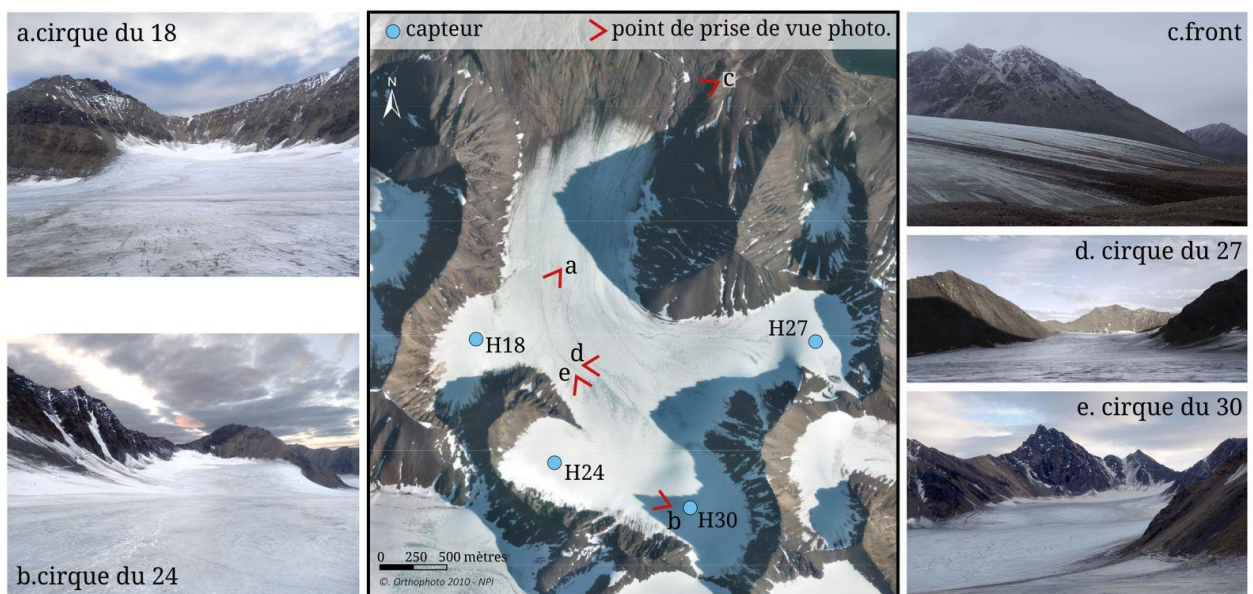 a.cirque du 18
capteur
point de prise de vue photo.
c.front
N
c
a
H18
H27
d
e
d. cirque du 27
H24
b
H30
e. cirque du 30
b.cirque du 24
0 250 500 mètres
©. Orthophoto 2010 - NPI